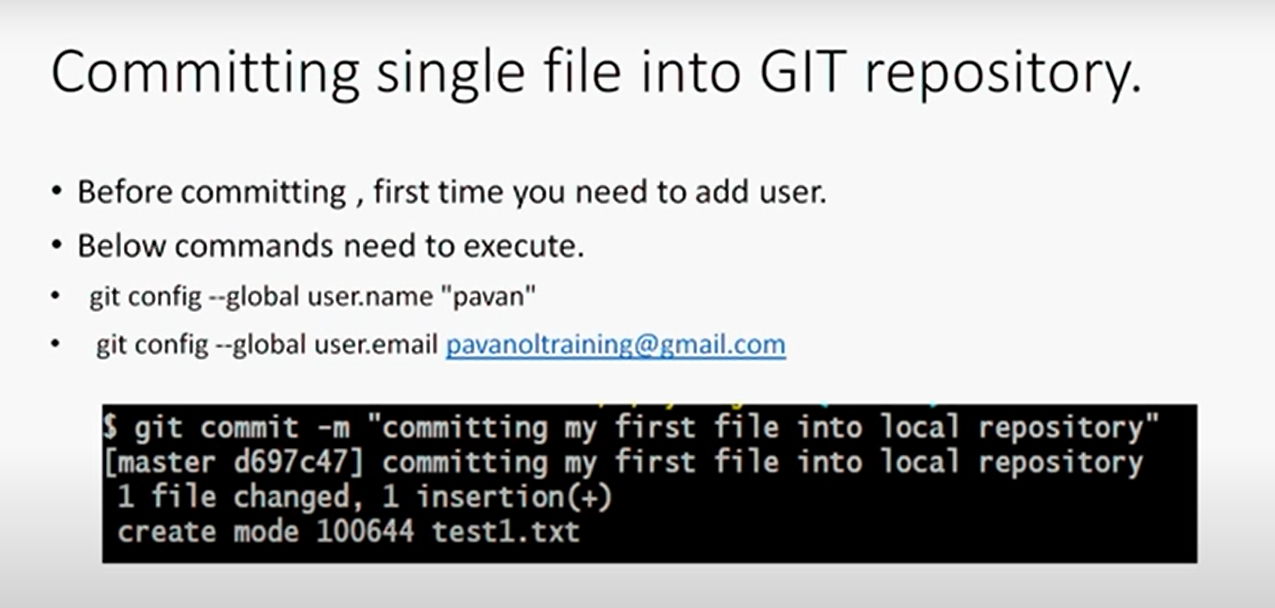 Committing single file into GIT repository.
• Before committing , first time you need to add user.
• Below commands need to execute.
• git config --global user.name "pavan"
• git config --global user.email pavanoltraining@gmail.com
$ git commit -m "committing my first file into local repository"
[master d697c47] committing my first file into local repository
1 file changed, 1 insertion(+)
create mode 100644 test1.txt